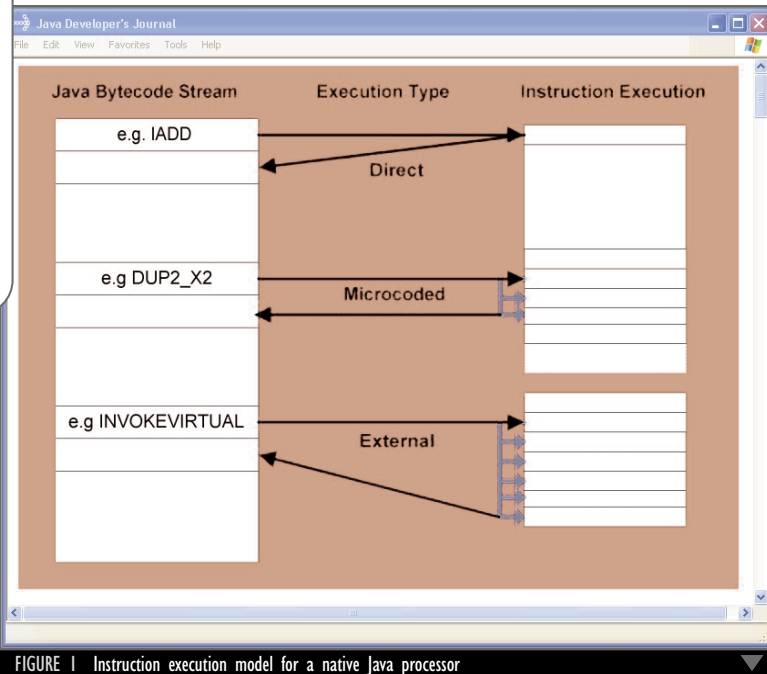 Java Developer's Journal
File Edit View Favorites Tools Help
Java Bytecode Stream Execution Type Instruction Execution
e.g. IADD
Direct
e.g DUP2_X2
Microcoded
e.g INVOKEVIRTUAL
External
FIGURE 1 Instruction execution model for a native Java processor